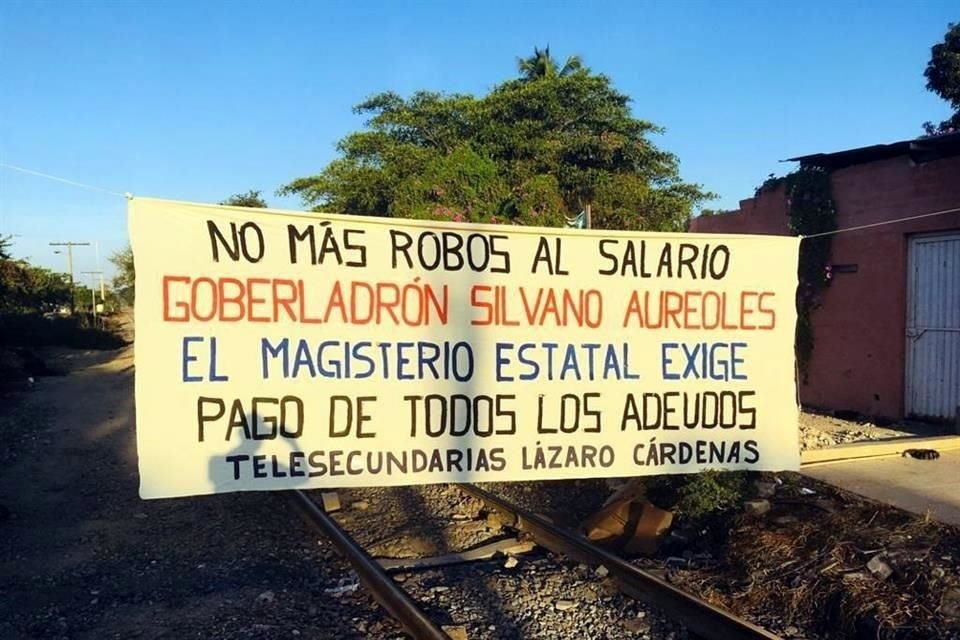 NO MÁS ROBOS AL SALARIO
GOBERLADRÓN SILVANO AUREOLES
EL MAGISTERIO ESTATAL EXIGE
PAGO DE TODOS LOS ADEUDOS
TELESECUNDARIAS LÁZARO CÁRDENAS